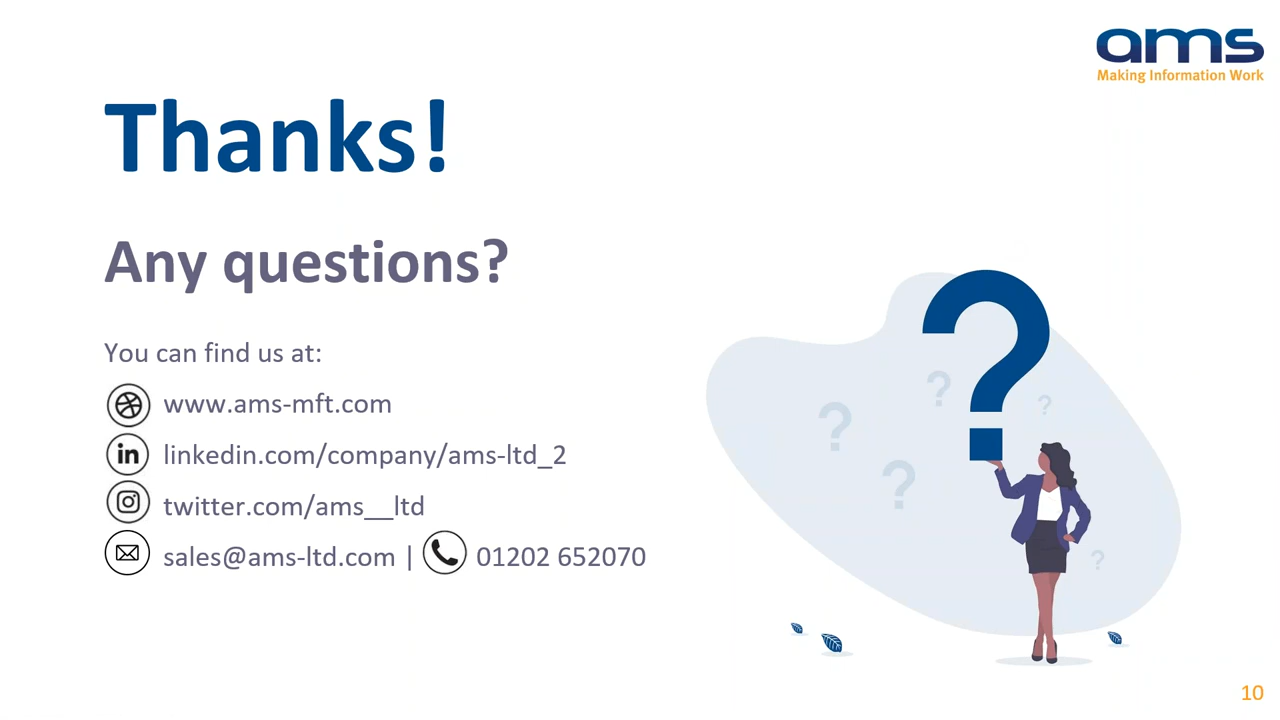 ams
Making Information Work
Thanks!
Any questions?
You can find us at:
www.ams-mft.com
in linkedin.com/company/ams-ltd_2
twitter.com/ams__ltd
sales@ams-ltd.com | 01202 652070
?
? ? ? ? ?
10